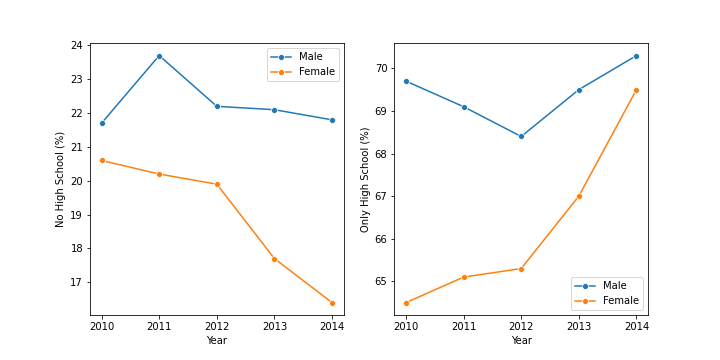 No High School (%)
24
23
22
21
20
19
18
17
2010 2011 2012 2013 2014
Year
Male
Female
Only High School (%)
70
69
68
67
66
65
2010 2011 2012 2013 2014
Year
Male
Female